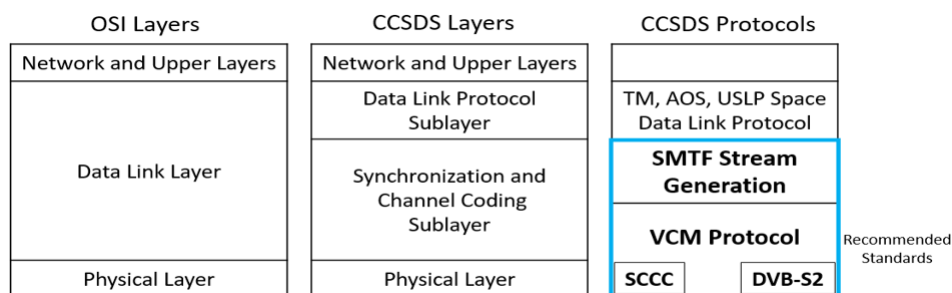 OSI Layers
Network and Upper Layers
Data Link Layer
Physical Layer
CCSDS Layers
Network and Upper Layers
Data Link Protocol
Sublayer
Synchronization and
Channel Coding
Sublayer
Physical Layer
CCSDS Protocols
TM, AOS, USLP Space
Data Link Protocol
SMTF Stream
Generation
VCM Protocol
SCCC
DVB-S2
Recommended
Standards